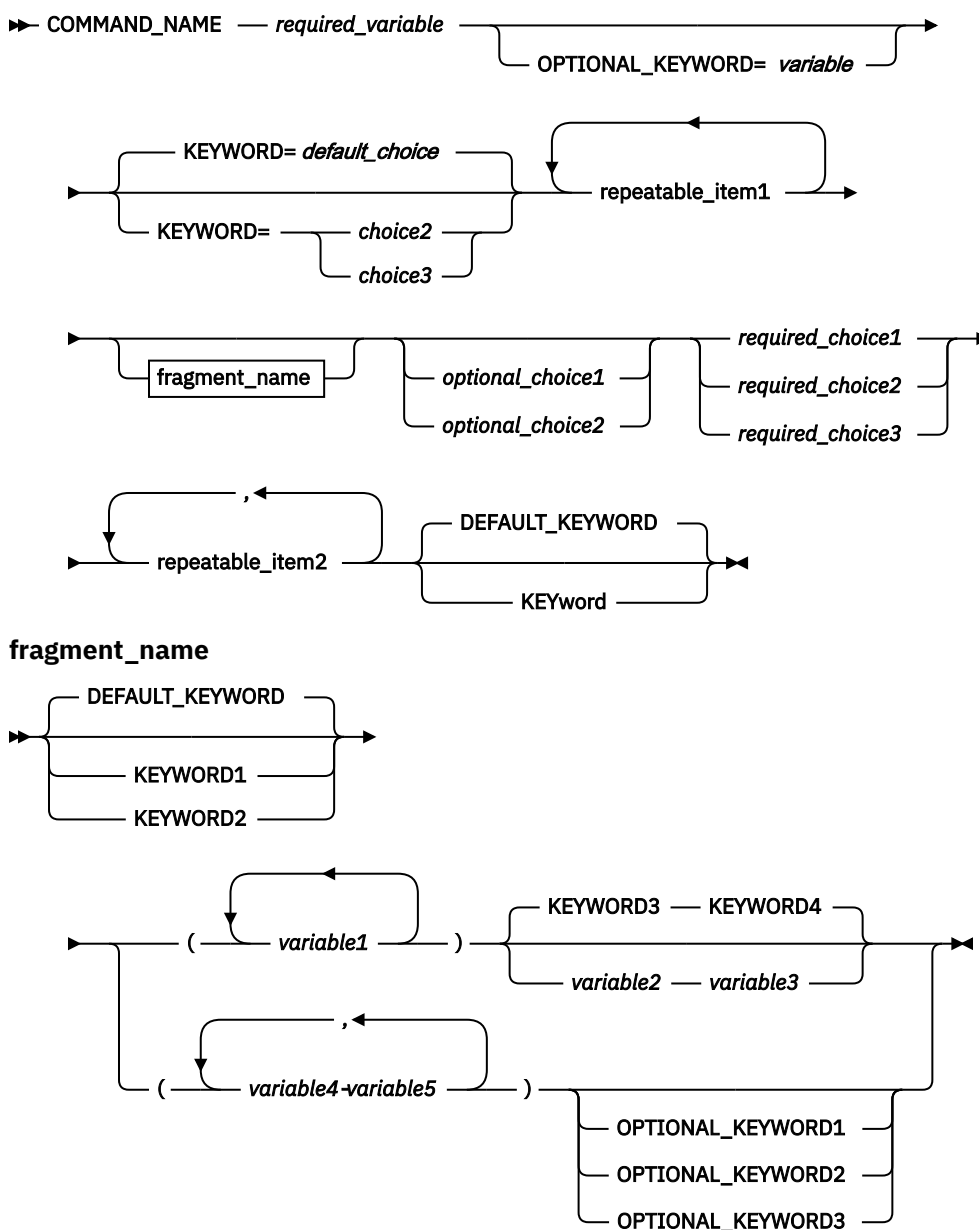 COMMAND_NAME required_variable
OPTIONAL_KEYWORD= variable
KEYWORD= default_choice
repeatable_item1
KEYWORD= choice2
choice3
required_choice1
fragment_name optional_choice1 required_choice2
optional_choice2 required_choice3
,
DEFAULT_KEYWORD
repeatable_item2
KEYword
fragment_name
DEFAULT_KEYWORD
KEYWORD1
KEYWORD2
KEYWORD3 KEYWORD4
( variable1 )
variable2 variable3
,
( variable4-variable5 )
OPTIONAL_KEYWORD1
OPTIONAL_KEYWORD2
OPTIONAL_KEYWORD3